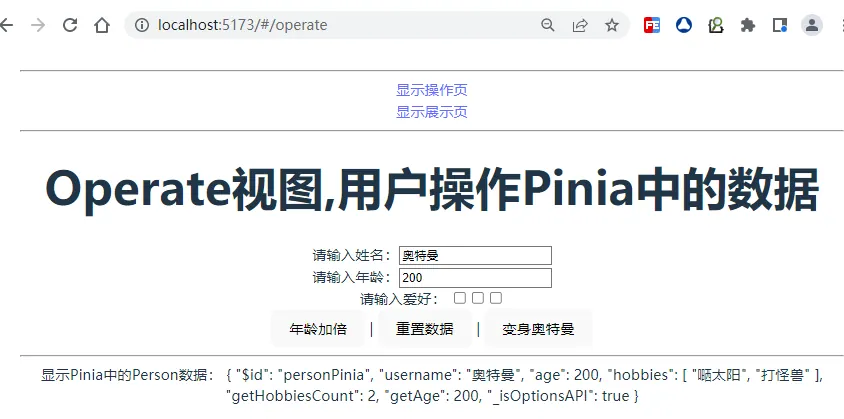 localhost:5173/#/operate
显示操作页
显示展示页
Operate视图,用户操作Pinia中的数据
请输入姓名： 奥特曼
请输入年龄： 200
请输入爱好：
年龄加倍 | 重置数据 | 变身奥特曼
显示Pinia中的Person数据： { "$id": "personPinia", "username": "奥特曼", "age": 200, "hobbies": [ "嗮太阳", "打怪兽" ],
"getHobbiesCount": 2, "getAge": 200, "_isOptionsAPI": true }